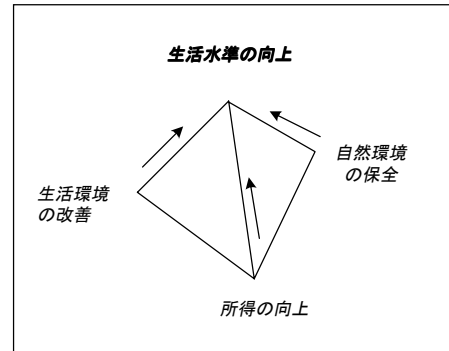 生活水準の向上
自然環境
の保全
生活環境
の改善
所得の向上